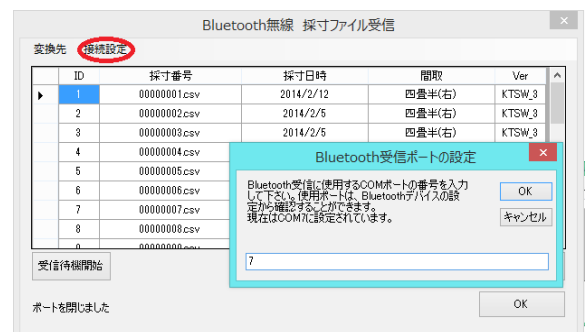 Bluetooth無線 採寸ファイル受信
変換先 接続設定
ID 採寸番号 採寸日時 間取 Ver
1 00000001.csv 2014/2/12 四畳半(右) KTSW_3
2 00000002.csv 2014/2/5 四畳半(右) KTSW_3
3 00000003.csv 2014/2/5 四畳半(右) KTSW_3
4 00000004.csv
5 00000005.csv
6 00000006.csv
7 00000007.csv
8 00000008.csv
Bluetooth受信ポートの設定
Bluetooth受信に使用するCOMポートの番号を入力
して下さい。使用ポートは、Bluetoothデバイスの設
定から確認することができます。
現在はCOM7に設定されています。
OK
キャンセル
7
受信待機開始
ポートを閉じました
OK